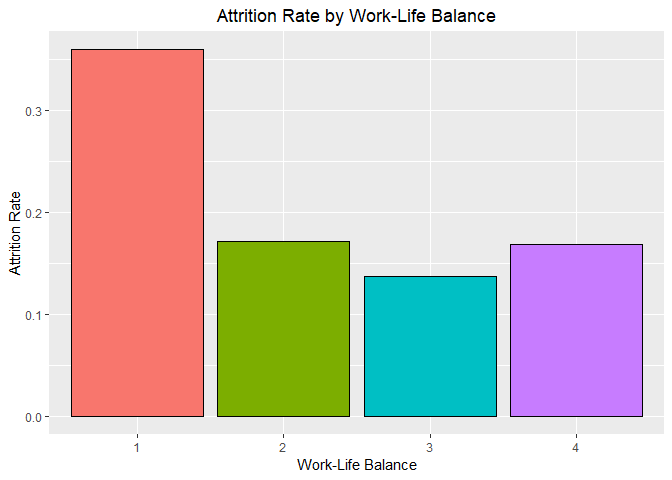 Attrition Rate by Work-Life Balance
Attrition Rate
0.3
0.2
0.1
0.0
1 2 3 4
Work-Life Balance